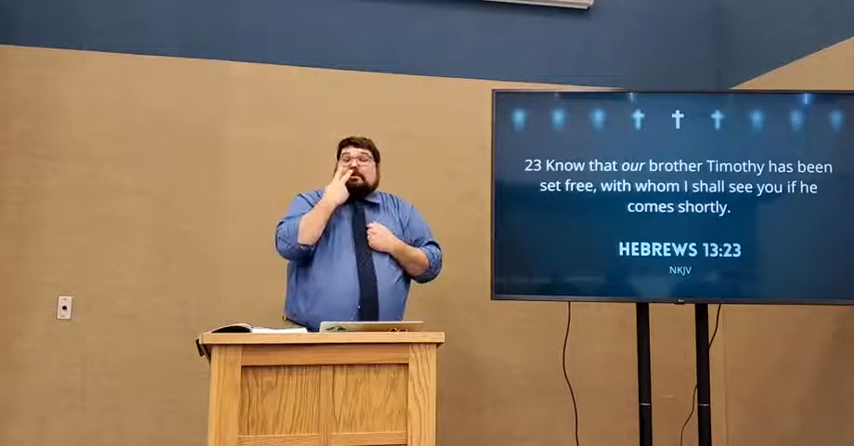 23 Know that our brother Timothy has been
set free, with whom I shall see you if he
comes shortly.
HEBREWS 13:23
NKJV